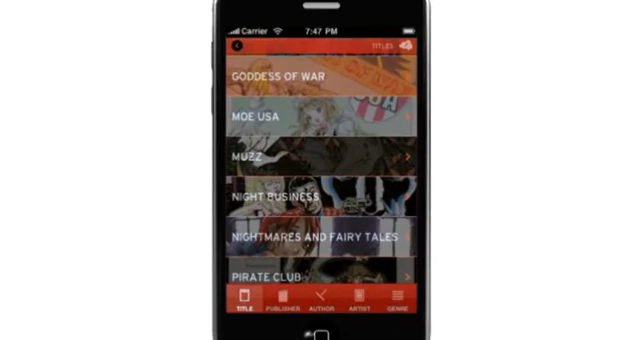 Carrier 7:47 PM
TITLES
GODDESS OF WAR
USA
MOE USA
MUZZ
NIGHT BUSINESS
NIGHTMARES AND FAIRY TALES
PIRATE CLUB
TITLE PUBLISHER AUTHOR ARTIST GENRE